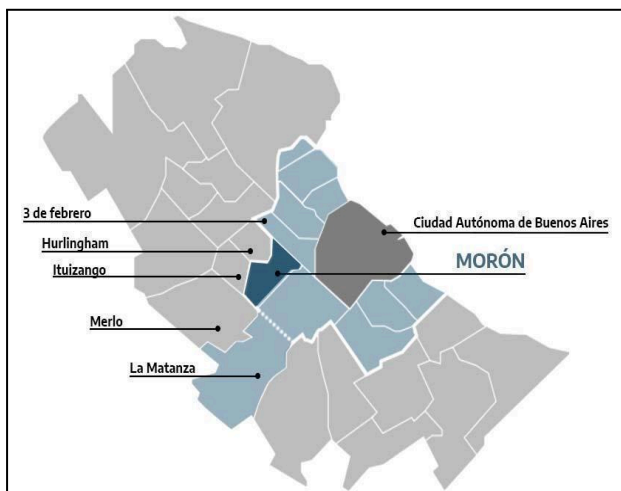 3 de febrero
Ciudad Autónoma de Buenos Aires
Hurlingham
MORÓN
Ituizango
Merlo
La Matanza